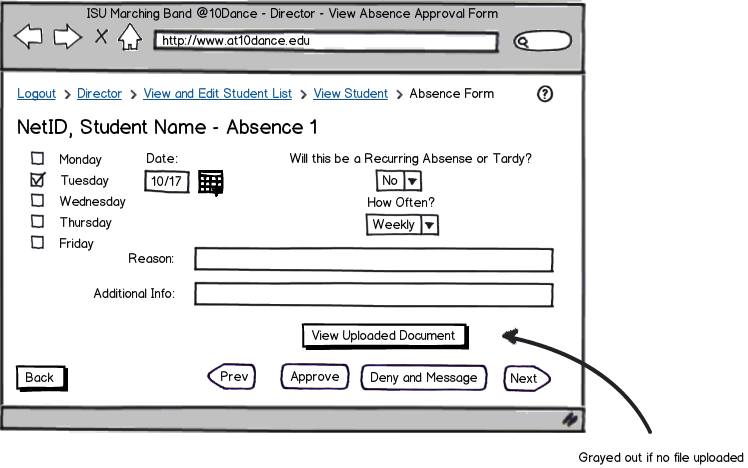 ISU Marching Band @10Dance - Director - View Absence Approval Form
http://www.at10dance.edu
Logout > Director > View and Edit Student List > View Student > Absence Form ?
NetID, Student Name - Absence 1
Monday Date: Will this be a Recurring Absense or Tardy?
Tuesday 10/17 No
Wednesday How Often?
Thursday Weekly
Friday
Reason:
Additional Info:
View Uploaded Document
Back Prev Approve Deny and Message Next
Grayed out if no file uploaded